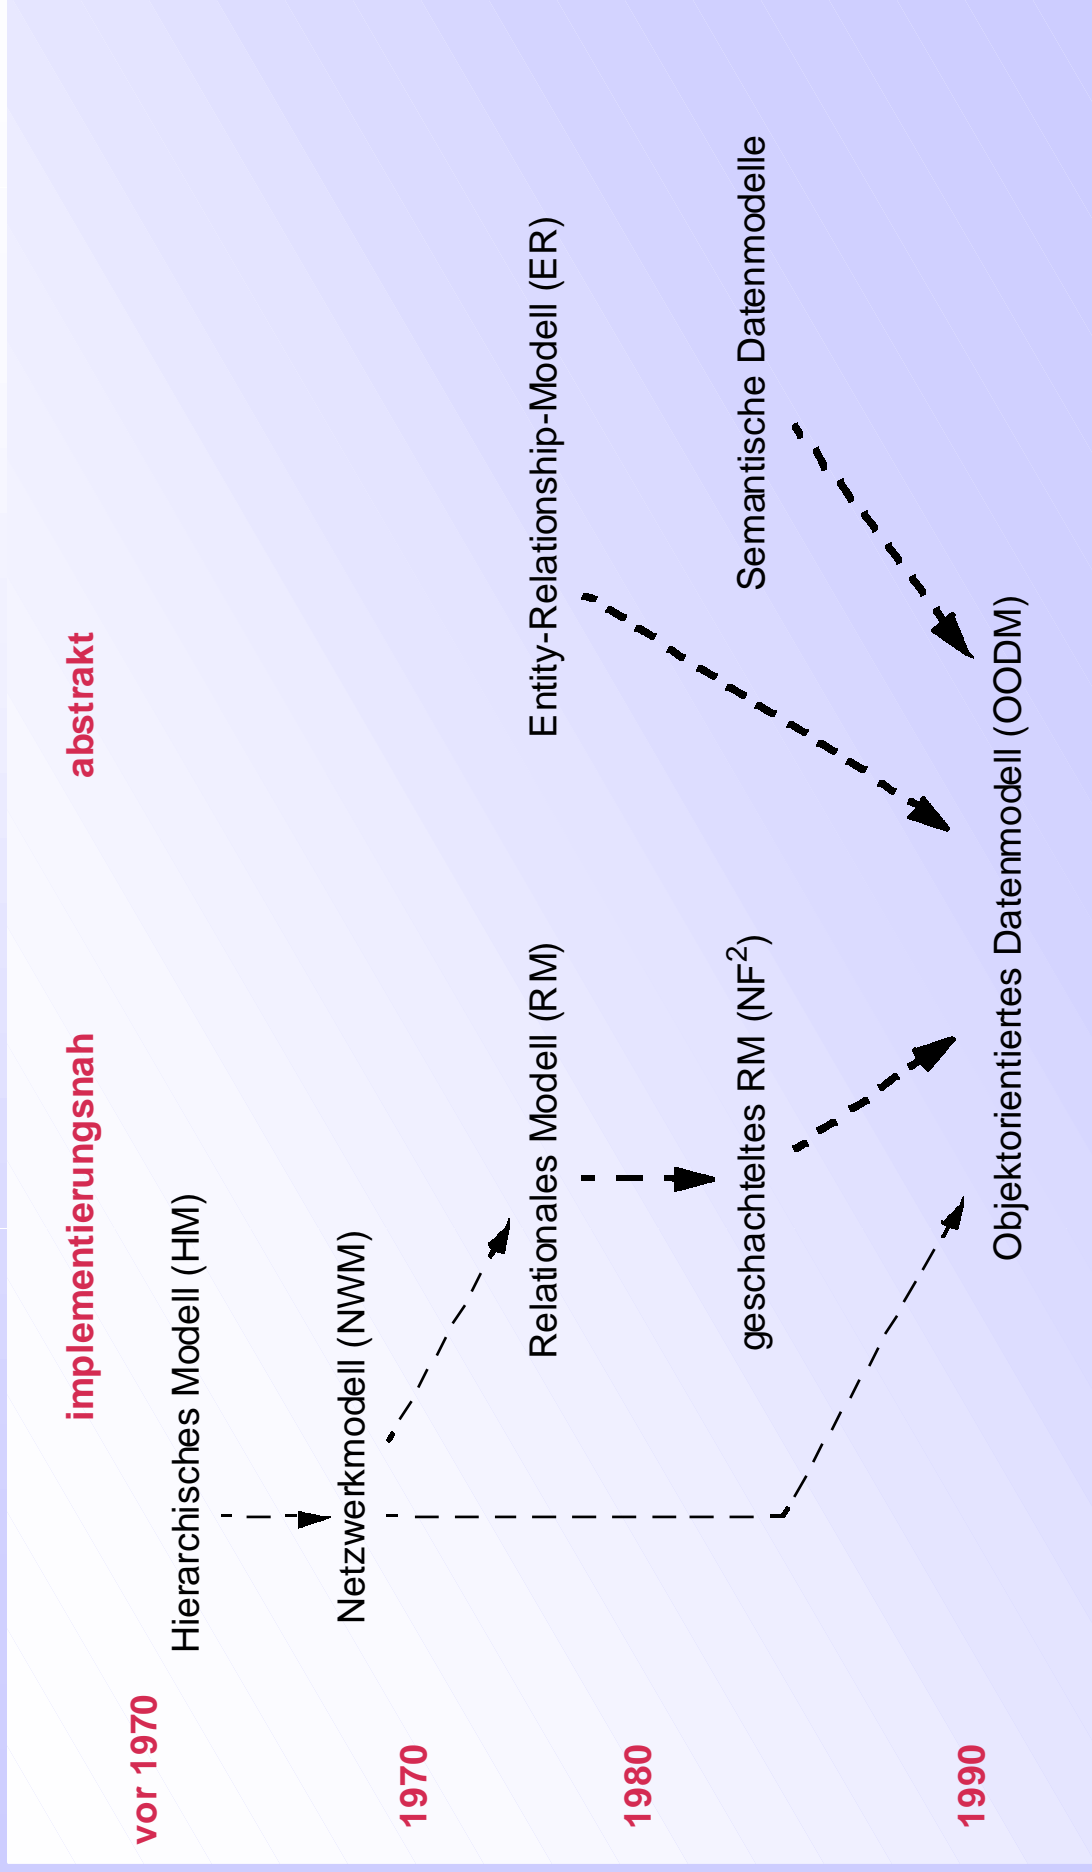 implementierungsnah
abstrakt
vor 1970
Hierarchisches Modell (HM)
Netzwerkmodell (NWM)
1970
Relationales Modell (RM)
Entity-Relationship-Modell (ER)
1980
geschachteltes RM (NF²)
Semantische Datenmodelle
1990
Objektorientiertes Datenmodell (OODM)